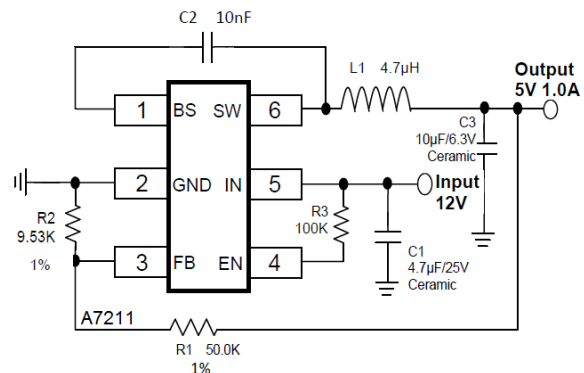 C2 10nF
L1 4.7µH
Output
5V 1.0A
1 BS SW 6
C3
10µF/6.3V
Ceramic
2 GND IN 5
Input
12V
R2
9.53K
1%
R3
100K
3 FB EN 4
C1
4.7µF/25V
Ceramic
A7211
R1 50.0K
1%